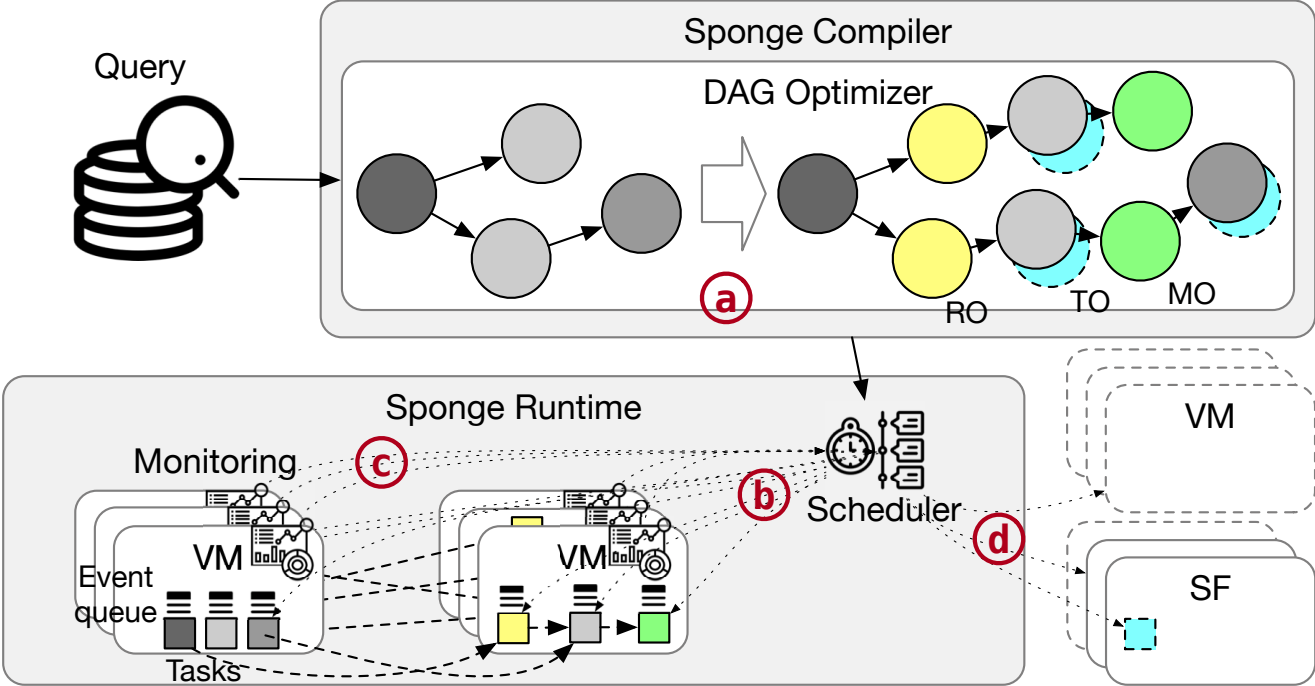 Sponge Compiler
Query
DAG Optimizer
a
RO
TO
MO
Sponge Runtime
VM
Monitoring
c
b
Scheduler
d
VM
VM
Event
queue
SF
Tasks